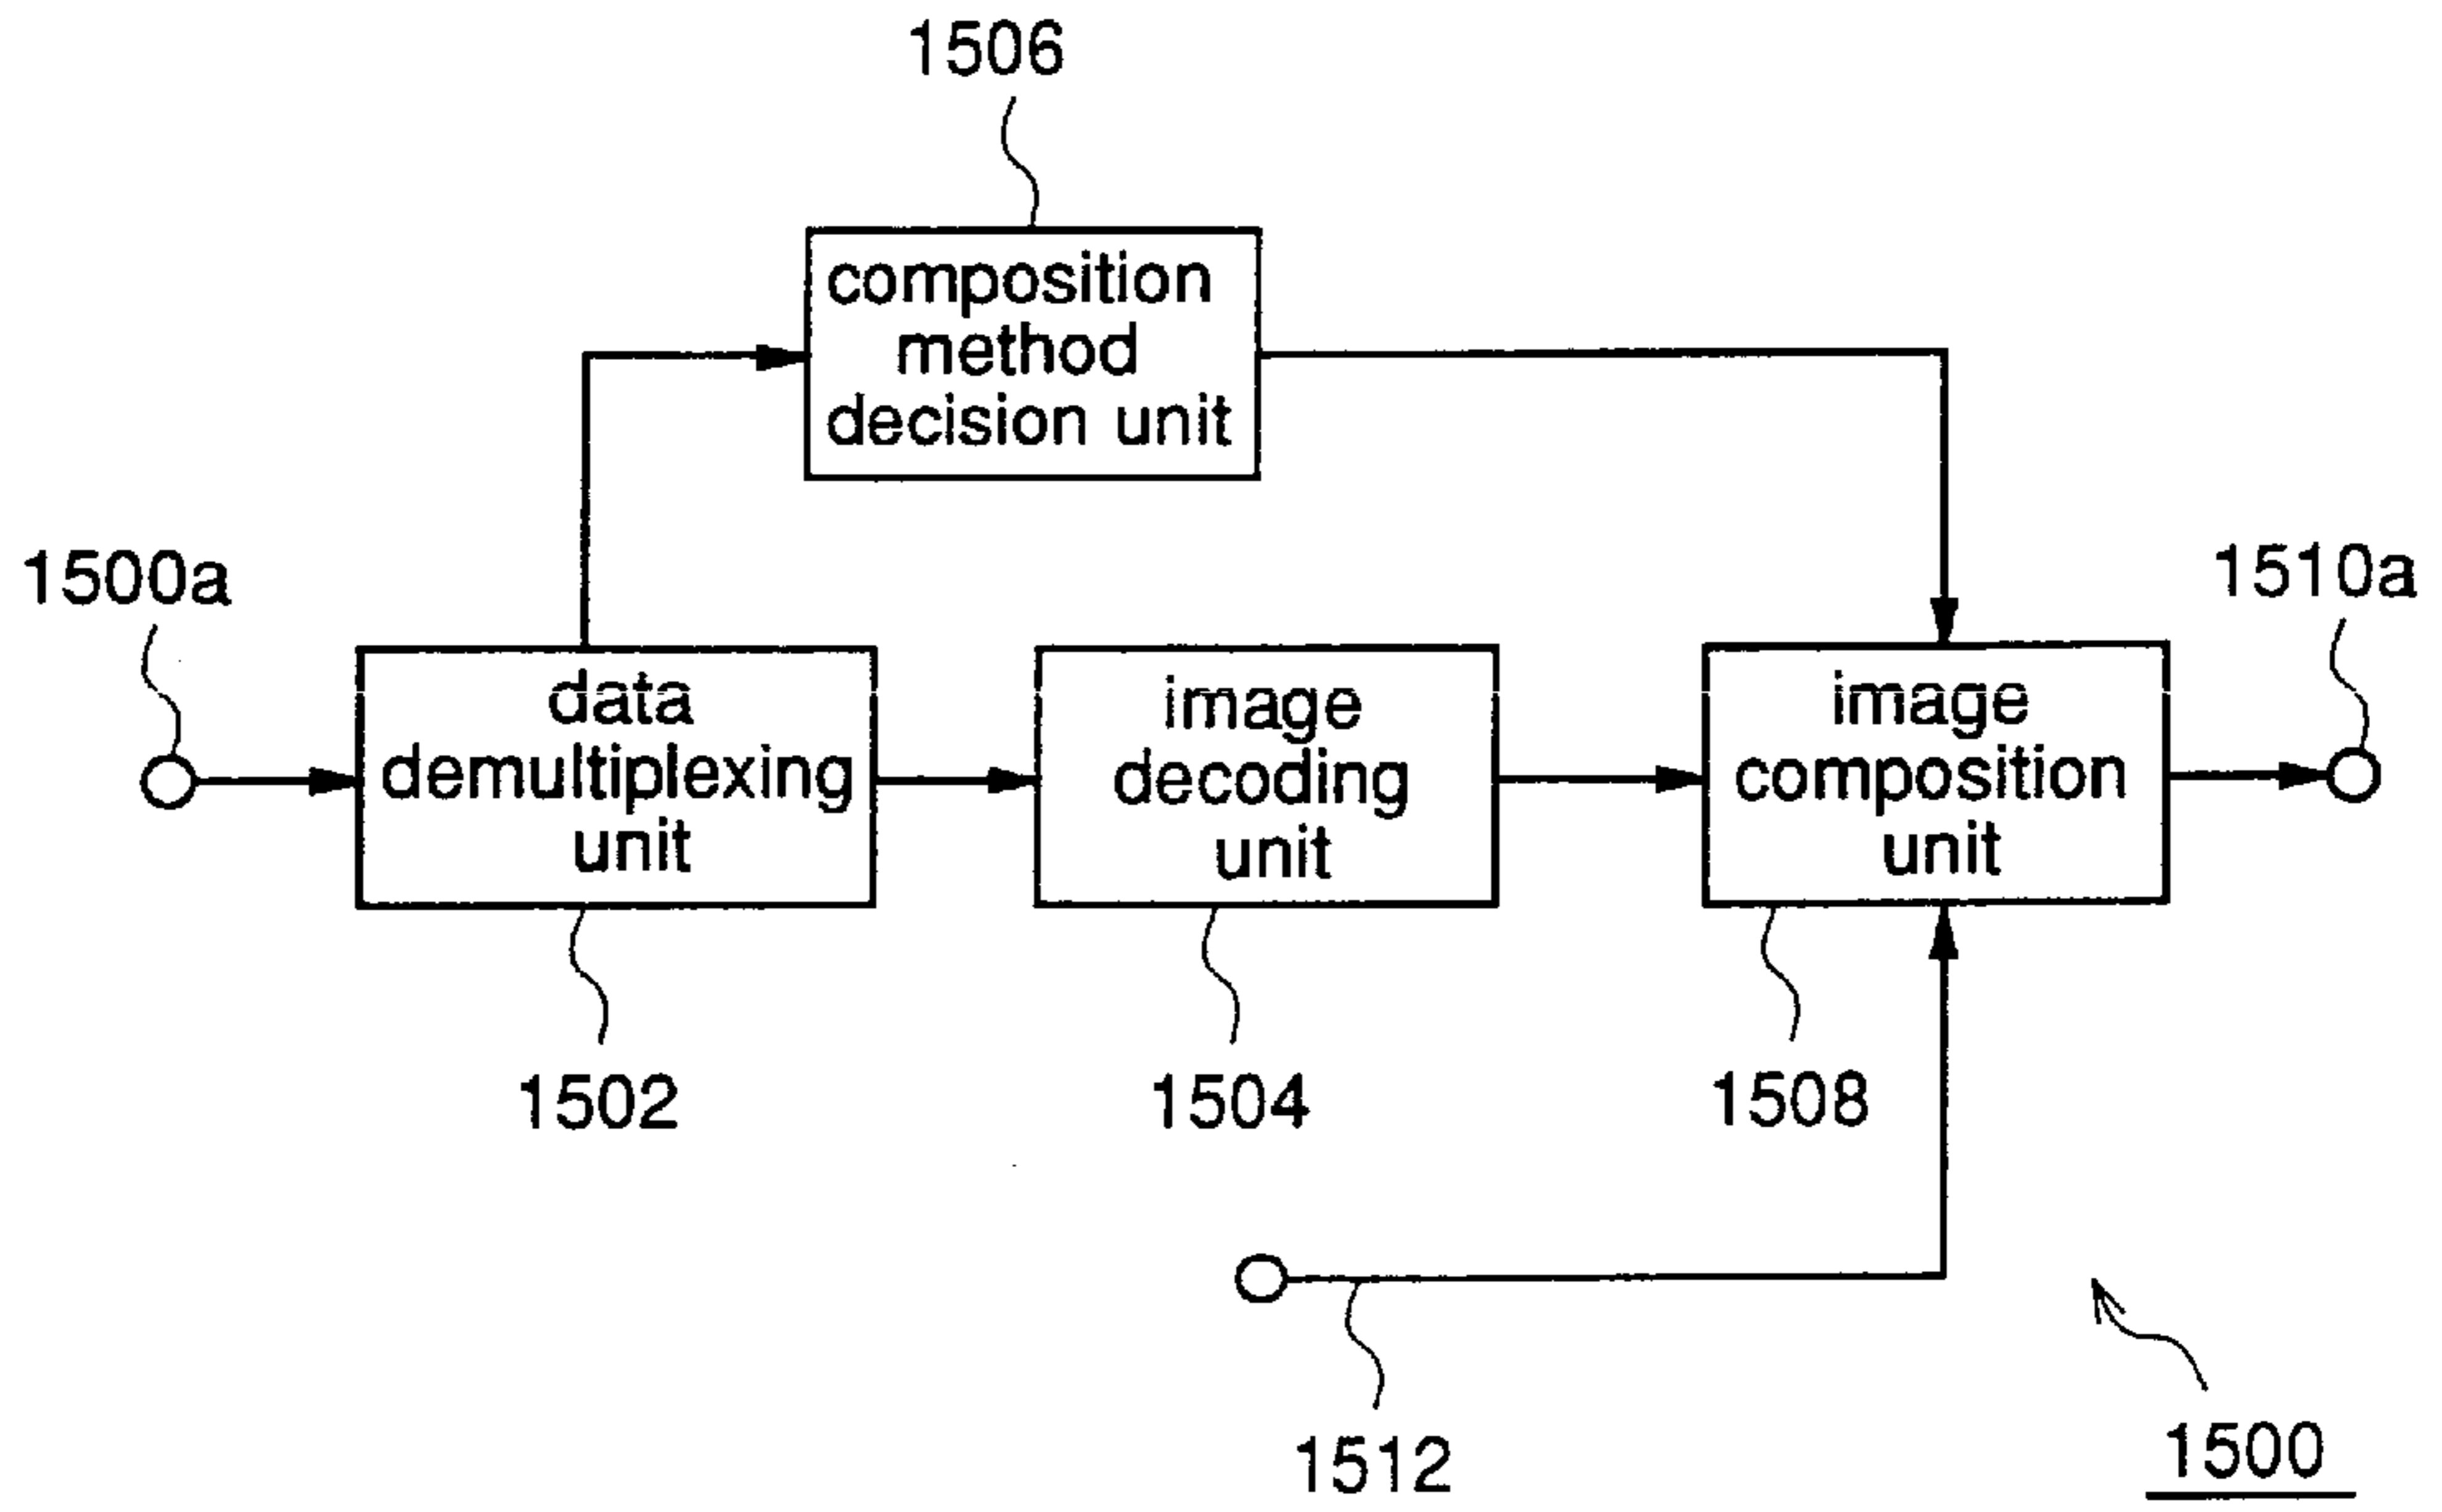 1506
composition
method
decision unit
1500a
1510a
data
demultiplexing
unit
image
decoding
unit
image
composition
unit
1502
1504
1508
1512
1500